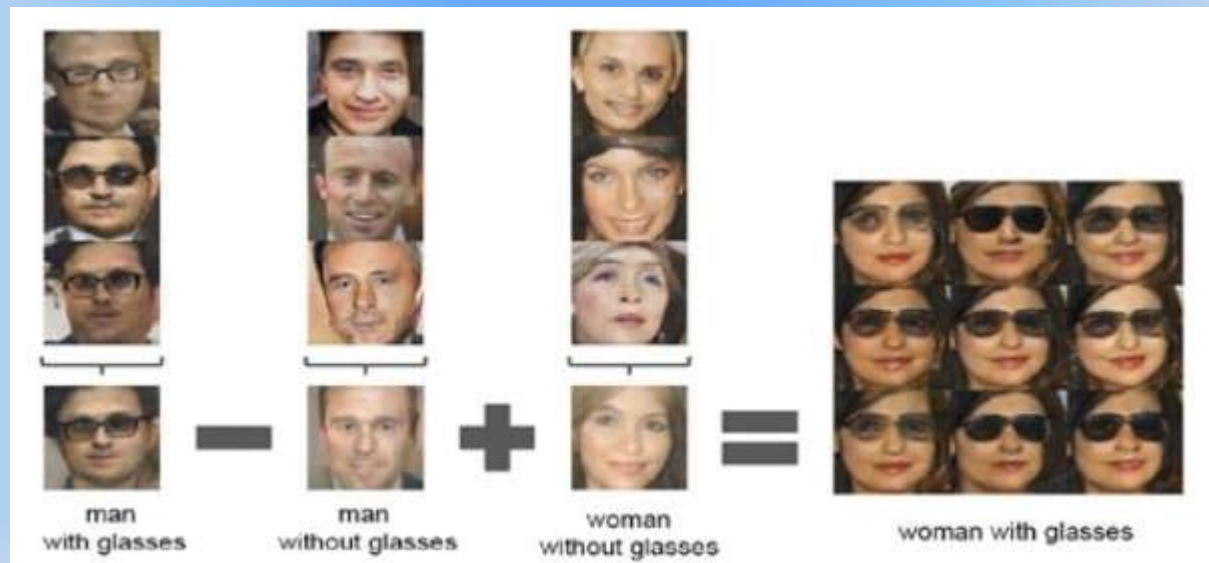 man
with glasses
man
without glasses
woman
without glasses
woman with glasses